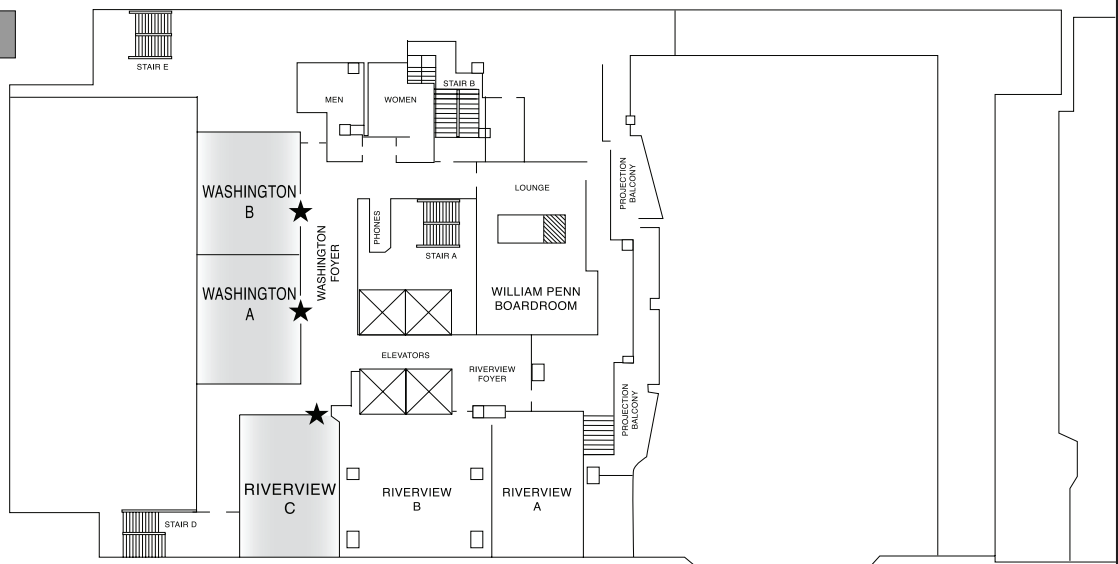 STAIR E
MEN
WOMEN
STAIR B
PROJECTION
BALCONY
WASHINGTON
B
LOUNGE
PHONES
WASHINGTON
FOYER
STAIR A
WASHINGTON
A
WILLIAM PENN
BOARDROOM
ELEVATORS
RIVERVIEW
FOYER
PROJECTION
BALCONY
RIVERVIEW
C
RIVERVIEW
B
RIVERVIEW
A
STAIR D